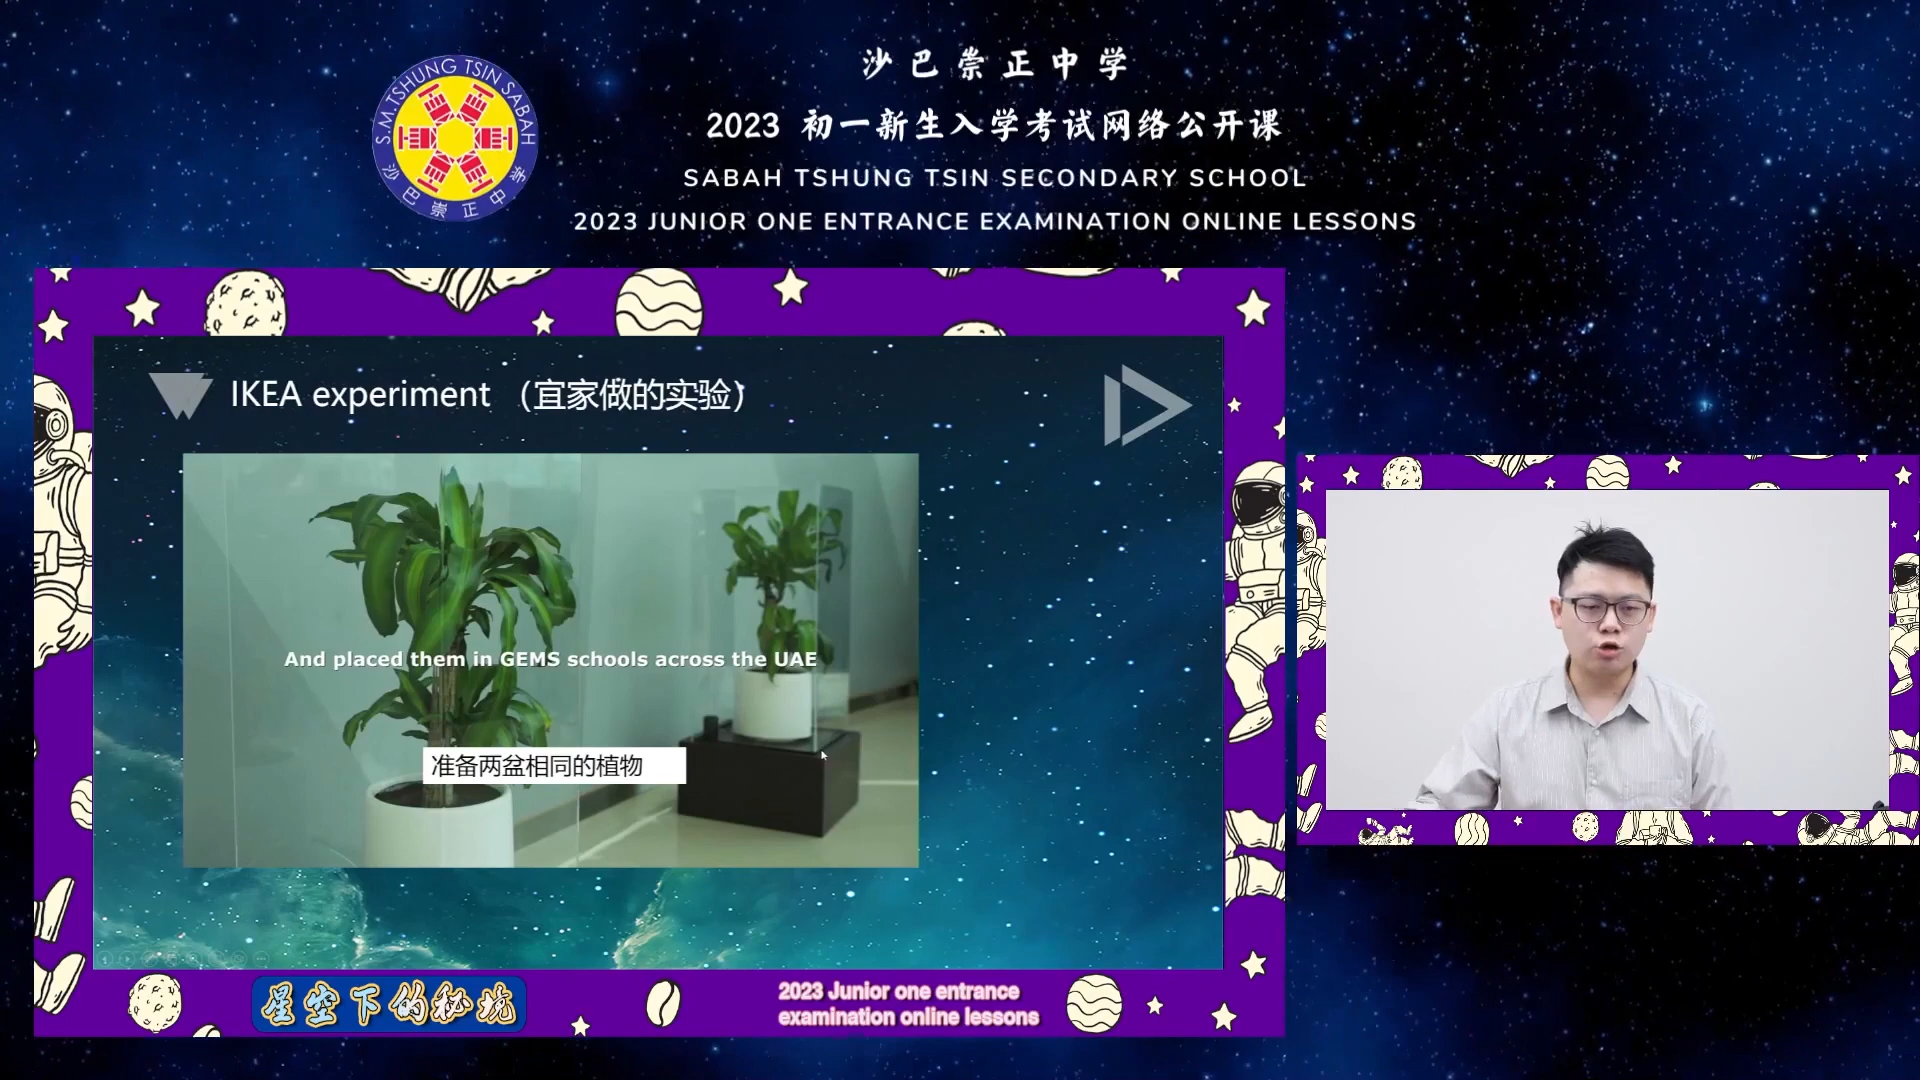 S.M. TSHUNG TSIN SABAH
沙巴崇正中学
沙巴崇正中学
2023 初一新生入学考试网络公开课
SABAH TSHUNG TSIN SECONDARY SCHOOL
2023 JUNIOR ONE ENTRANCE EXAMINATION ONLINE LESSONS
IKEA experiment （宜家做的实验）
And placed them in GEMS schools across the UAE
准备两盆相同的植物
星空下的秘境
2023 Junior one entrance
examination online lessons